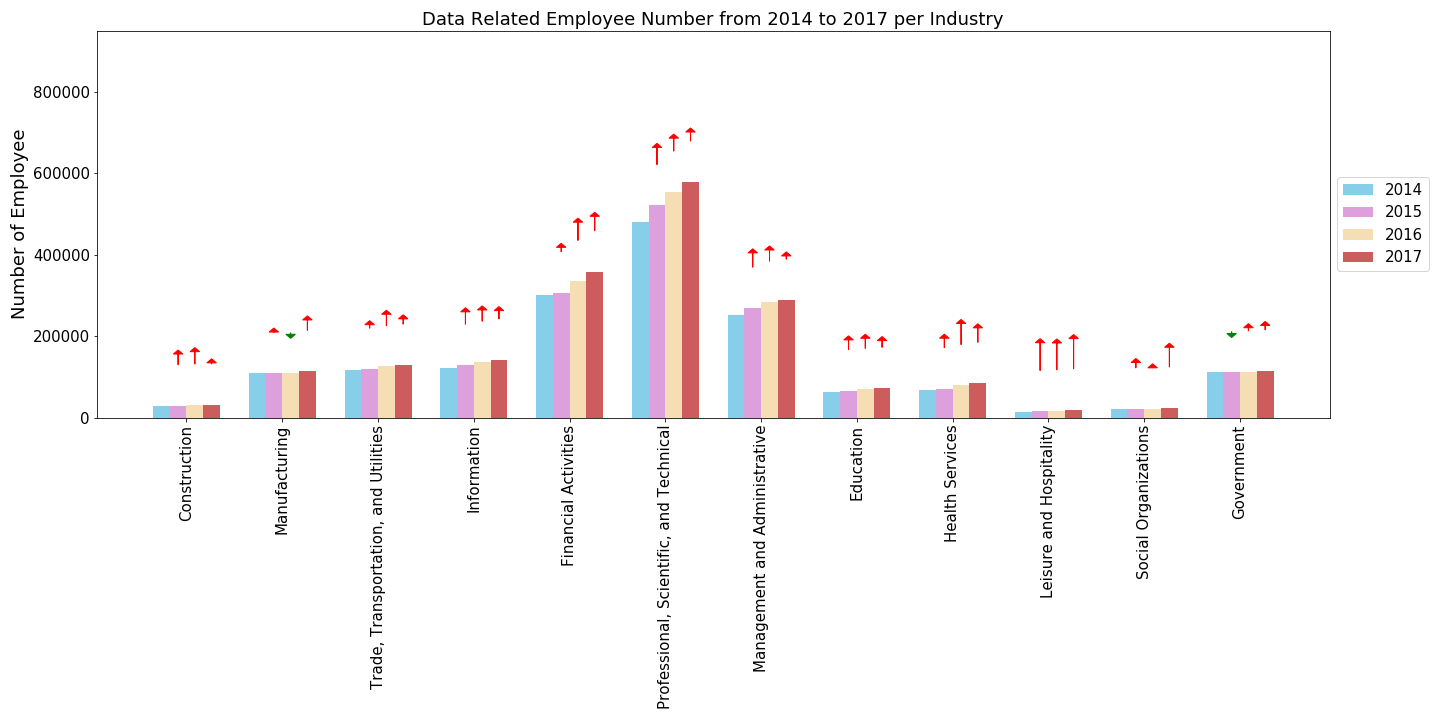 Data Related Employee Number from 2014 to 2017 per Industry
Number of Employee
800000
600000
400000
200000
0
2014
2015
2016
2017
Construction
Manufacturing
Trade, Transportation, and Utilities
Information
Financial Activities
Professional, Scientific, and Technical
Management and Administrative
Education
Health Services
Leisure and Hospitality
Social Organizations
Government